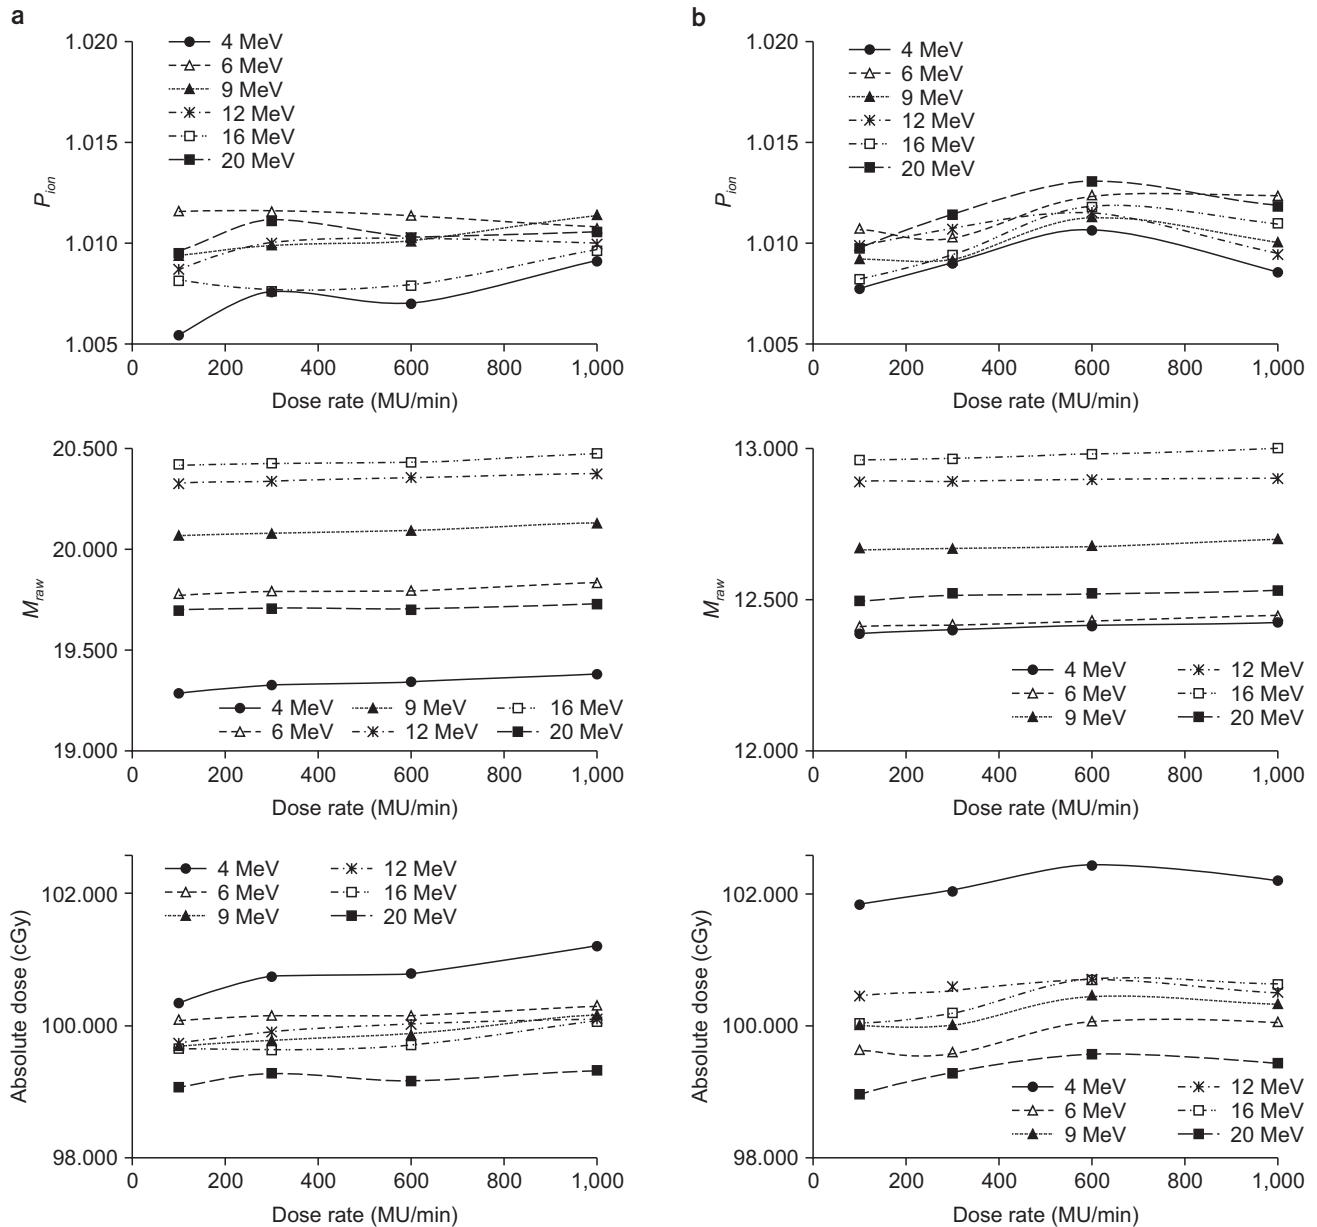 a
1.020
1.015
1.010
1.005
P_ion
4 MeV
6 MeV
9 MeV
12 MeV
16 MeV
20 MeV
0 200 400 600 800 1,000
Dose rate (MU/min)
b
1.020
1.015
1.010
1.005
P_ion
4 MeV
6 MeV
9 MeV
12 MeV
16 MeV
20 MeV
0 200 400 600 800 1,000
Dose rate (MU/min)
20.500
20.000
19.500
19.000
M_raw
4 MeV 9 MeV 16 MeV
6 MeV 12 MeV 20 MeV
0 200 400 600 800 1,000
Dose rate (MU/min)
13.000
12.500
12.000
M_raw
4 MeV 12 MeV
6 MeV 16 MeV
9 MeV 20 MeV
0 200 400 600 800 1,000
Dose rate (MU/min)
102.000
100.000
98.000
Absolute dose (cGy)
4 MeV 12 MeV
6 MeV 16 MeV
9 MeV 20 MeV
0 200 400 600 800 1,000
Dose rate (MU/min)
102.000
100.000
98.000
Absolute dose (cGy)
4 MeV 12 MeV
6 MeV 16 MeV
9 MeV 20 MeV
0 200 400 600 800 1,000
Dose rate (MU/min)